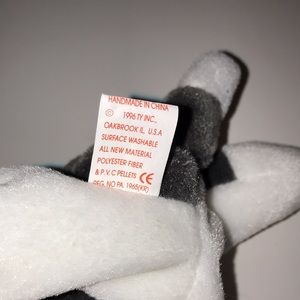 HANDMADE IN CHINA
© 1996 TY INC,
OAKBROOK IL, U.S.A
SURFACE WASHABLE
ALL NEW MATERIAL
POLYESTER FIBER
& P.V.C PELLETS CE
REG. NO PA. 1965(KR)